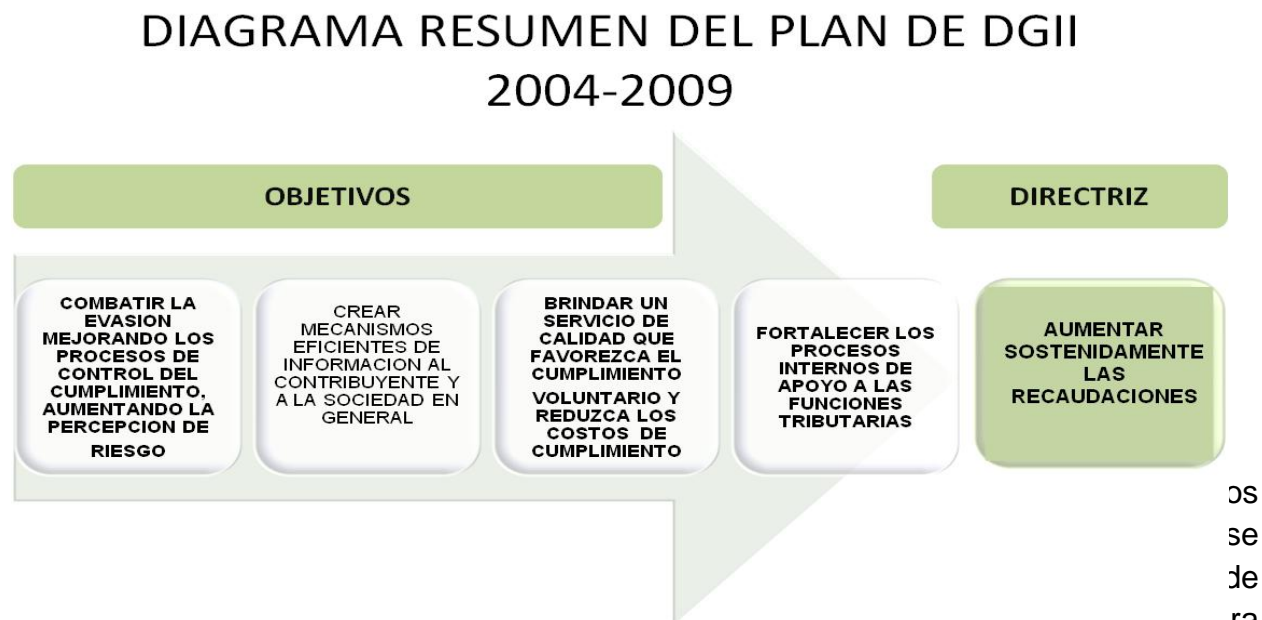 DIAGRAMA RESUMEN DEL PLAN DE DGII
2004-2009
OBJETIVOS
DIRECTRIZ
COMBATIR LA
EVASION
MEJORANDO LOS
PROCESOS DE
CONTROL DEL
CUMPLIMIENTO,
AUMENTANDO LA
PERCEPCION DE
RIESGO
CREAR
MECANISMOS
EFICIENTES DE
INFORMACION AL
CONTRIBUYENTE Y
A LA SOCIEDAD EN
GENERAL
BRINDAR UN
SERVICIO DE
CALIDAD QUE
FAVOREZCA EL
CUMPLIMIENTO
VOLUNTARIO Y
REDUZCA LOS
COSTOS DE
CUMPLIMIENTO
FORTALECER LOS
PROCESOS
INTERNOS DE
APOYO A LAS
FUNCIONES
TRIBUTARIAS
AUMENTAR
SOSTENIDAMENTE
LAS
RECAUDACIONES
os
se
de